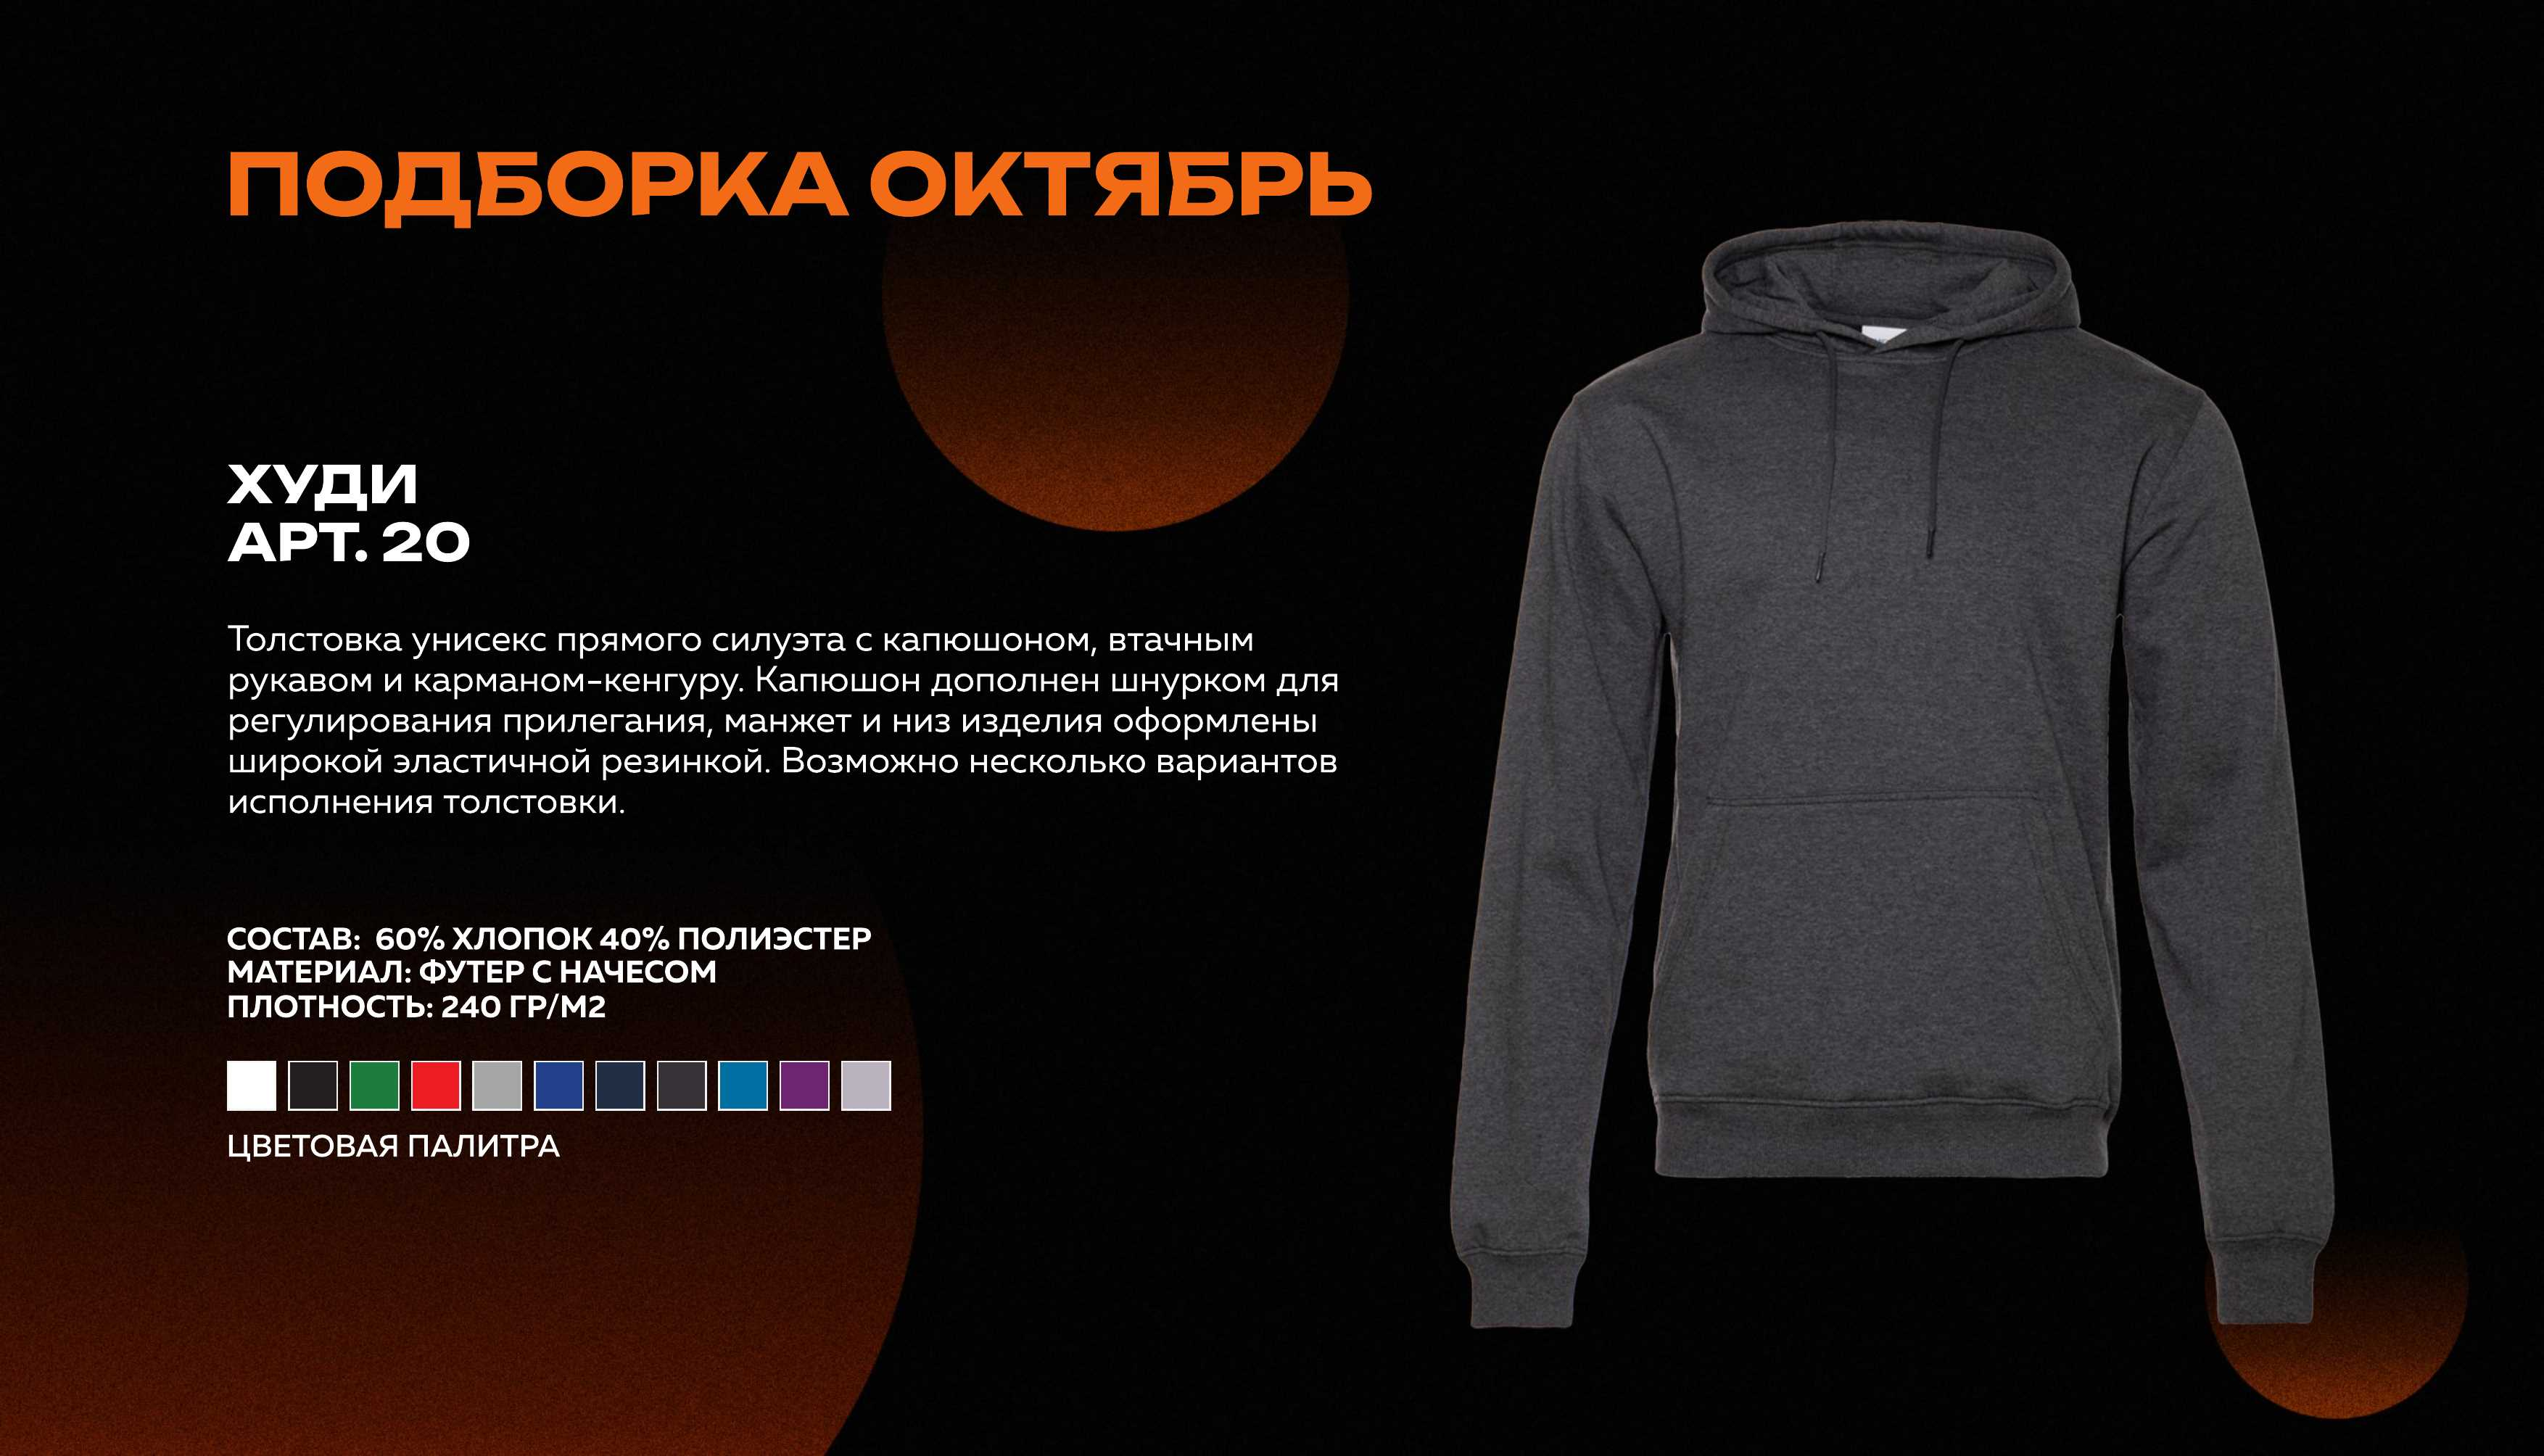 ПОДБОРКА ОКТЯБРЬ
ХУДИ
АРТ. 20
Толстовка унисекс прямого силуэта с капюшоном, втачным
рукавом и карманом-кенгуру. Капюшон дополнен шнурком для
регулирования прилегания, манжет и низ изделия оформлены
широкой эластичной резинкой. Возможно несколько вариантов
исполнения толстовки.
СОСТАВ: 60% ХЛОПОК 40% ПОЛИЭСТЕР
МАТЕРИАЛ: ФУТЕР С НАЧЕСОМ
ПЛОТНОСТЬ: 240 ГР/М2
ЦВЕТОВАЯ ПАЛИТРА